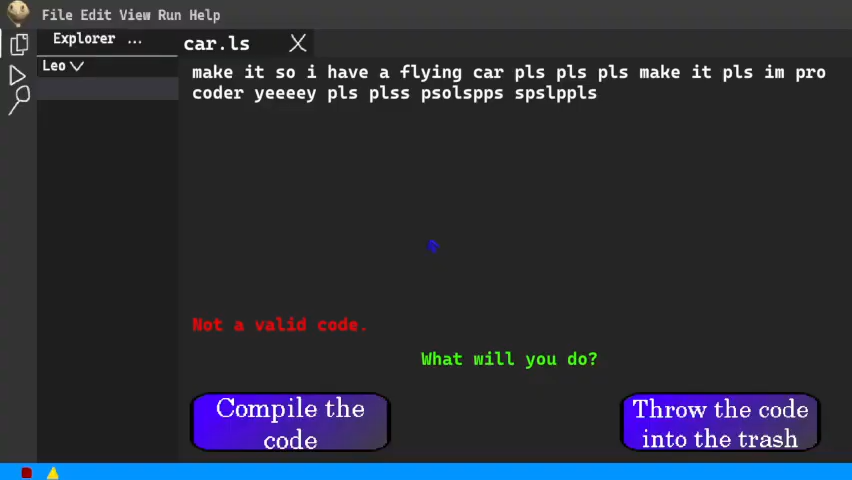 File Edit View Run Help
Explorer ...
car.ls
Leo
make it so i have a flying car pls pls pls make it pls im pro
coder yeeeey pls plss psolspps spslppls
Not a valid code.
What will you do?
Compile the
code
Throw the code
into the trash